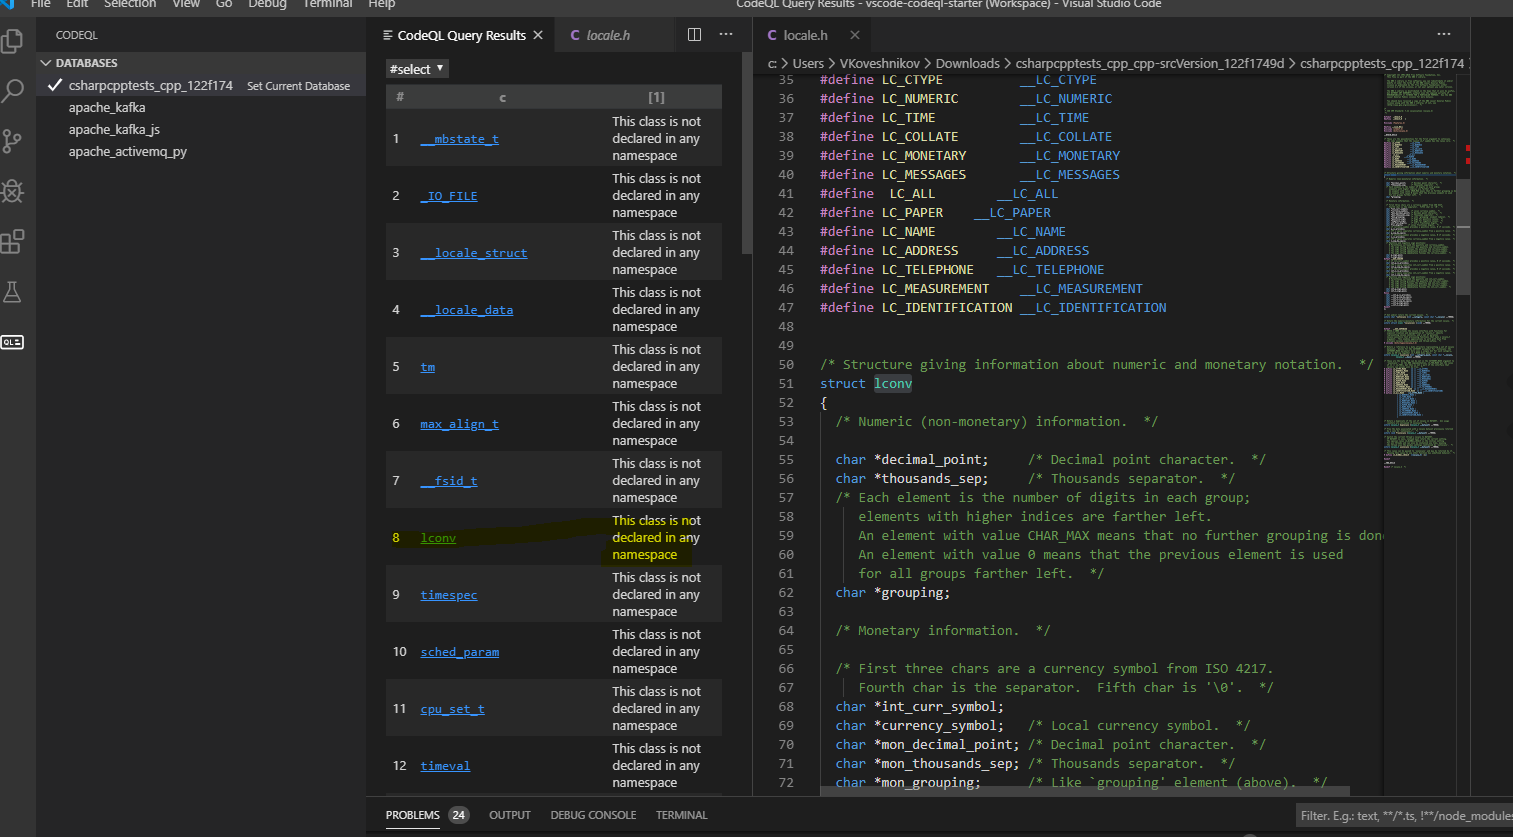 File Edit Selection View Go Debug Terminal Help
CodeQL Query Results - vscode-codeql-starter (Workspace) - Visual Studio Code
CODEQL
DATABASES
csharpcpptests_cpp_122f174 Set Current Database
apache_kafka
apache_kafka_js
apache_activemq_py
QL
CodeQL Query Results
C locale.h
#select
# c [1]
1 __mbstate_t This class is not
declared in any
namespace
2 _IO_FILE This class is not
declared in any
namespace
3 __locale_struct This class is not
declared in any
namespace
4 __locale_data This class is not
declared in any
namespace
5 tm This class is not
declared in any
namespace
6 max_align_t This class is not
declared in any
namespace
7 __fsid_t This class is not
declared in any
namespace
8 lconv This class is not
declared in any
namespace
9 timespec This class is not
declared in any
namespace
10 sched_param This class is not
declared in any
namespace
11 cpu_set_t This class is not
declared in any
namespace
12 timeval This class is not
declared in any
namespace
C locale.h
c: > Users > VKoveshnikov > Downloads > csharpcpptests_cpp_cpp-srcVersion_122f1749d > csharpcpptests_cpp_122f174
35 #define LC_CTYPE __LC_CTYPE
36 #define LC_NUMERIC __LC_NUMERIC
37 #define LC_TIME __LC_TIME
38 #define LC_COLLATE __LC_COLLATE
39 #define LC_MONETARY __LC_MONETARY
40 #define LC_MESSAGES __LC_MESSAGES
41 #define LC_ALL __LC_ALL
42 #define LC_PAPER __LC_PAPER
43 #define LC_NAME __LC_NAME
44 #define LC_ADDRESS __LC_ADDRESS
45 #define LC_TELEPHONE __LC_TELEPHONE
46 #define LC_MEASUREMENT __LC_MEASUREMENT
47 #define LC_IDENTIFICATION __LC_IDENTIFICATION
48
49
50 /* Structure giving information about numeric and monetary notation. */
51 struct lconv
52 {
53 /* Numeric (non-monetary) information. */
54
55 char *decimal_point; /* Decimal point character. */
56 char *thousands_sep; /* Thousands separator. */
57 /* Each element is the number of digits in each group;
58 elements with higher indices are farther left.
59 An element with value CHAR_MAX means that no further grouping is don
60 An element with value 0 means that the previous element is used
61 for all groups farther left. */
62 char *grouping;
63
64 /* Monetary information. */
65
66 /* First three chars are a currency symbol from ISO 4217.
67 Fourth char is the separator. Fifth char is '\0'. */
68 char *int_curr_symbol;
69 char *currency_symbol; /* Local currency symbol. */
70 char *mon_decimal_point; /* Decimal point character. */
71 char *mon_thousands_sep; /* Thousands separator. */
72 char *mon_grouping; /* Like `grouping' element (above). */
PROBLEMS 24 OUTPUT DEBUG CONSOLE TERMINAL
Filter. E.g.: text, **/*.ts, !**/node_modules